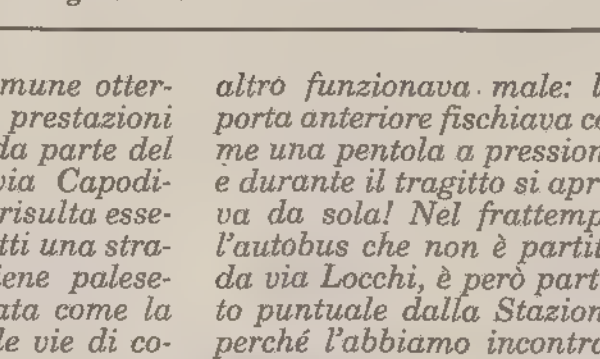 mune otter-
prestazioni
da parte del
via Capodi-
risulta esse-
tti una stra-
iene palese-
ata come la
le vie di co-
altro funzionava male: l
porta anteriore fischiava co
me una pentola a pression
e durante il tragitto si apr
va da sola! Nel frattemp
l'autobus che non è partit
da via Locchi, è però part
to puntuale dalla Stazion
perché l'abbiamo incontra